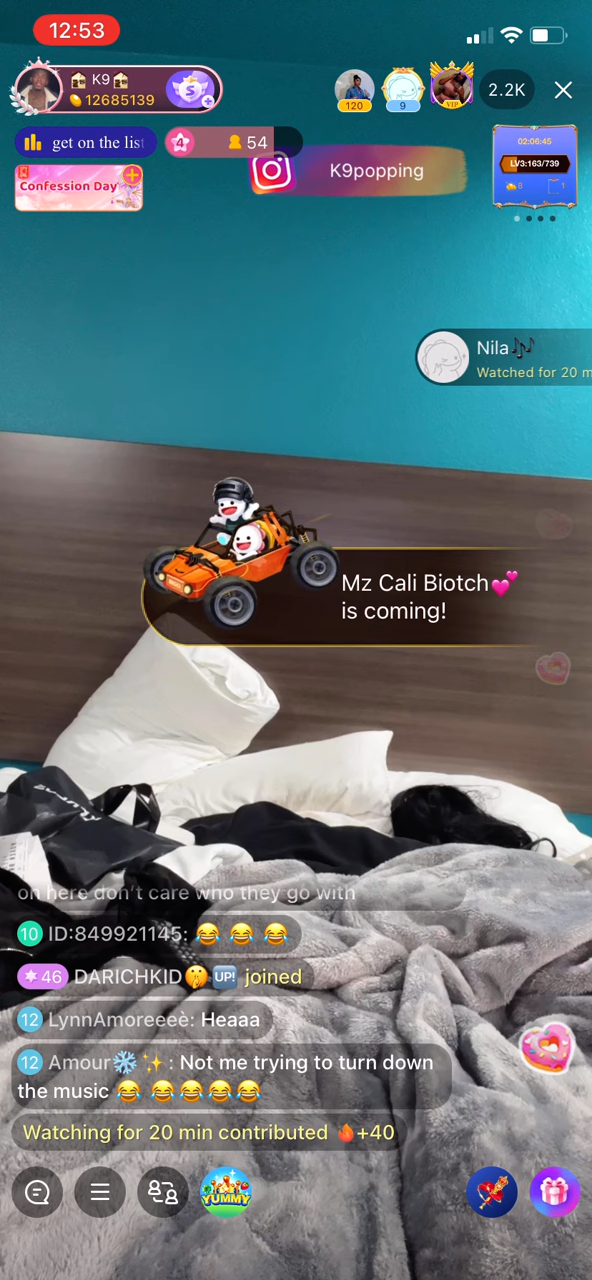 12:53
K9
12685139
S
120
9
VIP
2.2K
get on the list
4
54
K9popping
Confession Day
02:06:45
LV3:163/739
8
1
Nila🎶
Watched for 20 m
Mz Cali Biotch💕
is coming!
on here don't care who they go with
10 ID:849921145: 😂 😂 😂
46 DARICHKID🤫🆙 joined
12 LynnAmoreeeè: Heaaa
12 Amour❄️✨: Not me trying to turn down
the music 😂 😂😂😂😂
Watching for 20 min contributed 🔥+40
YUMMY